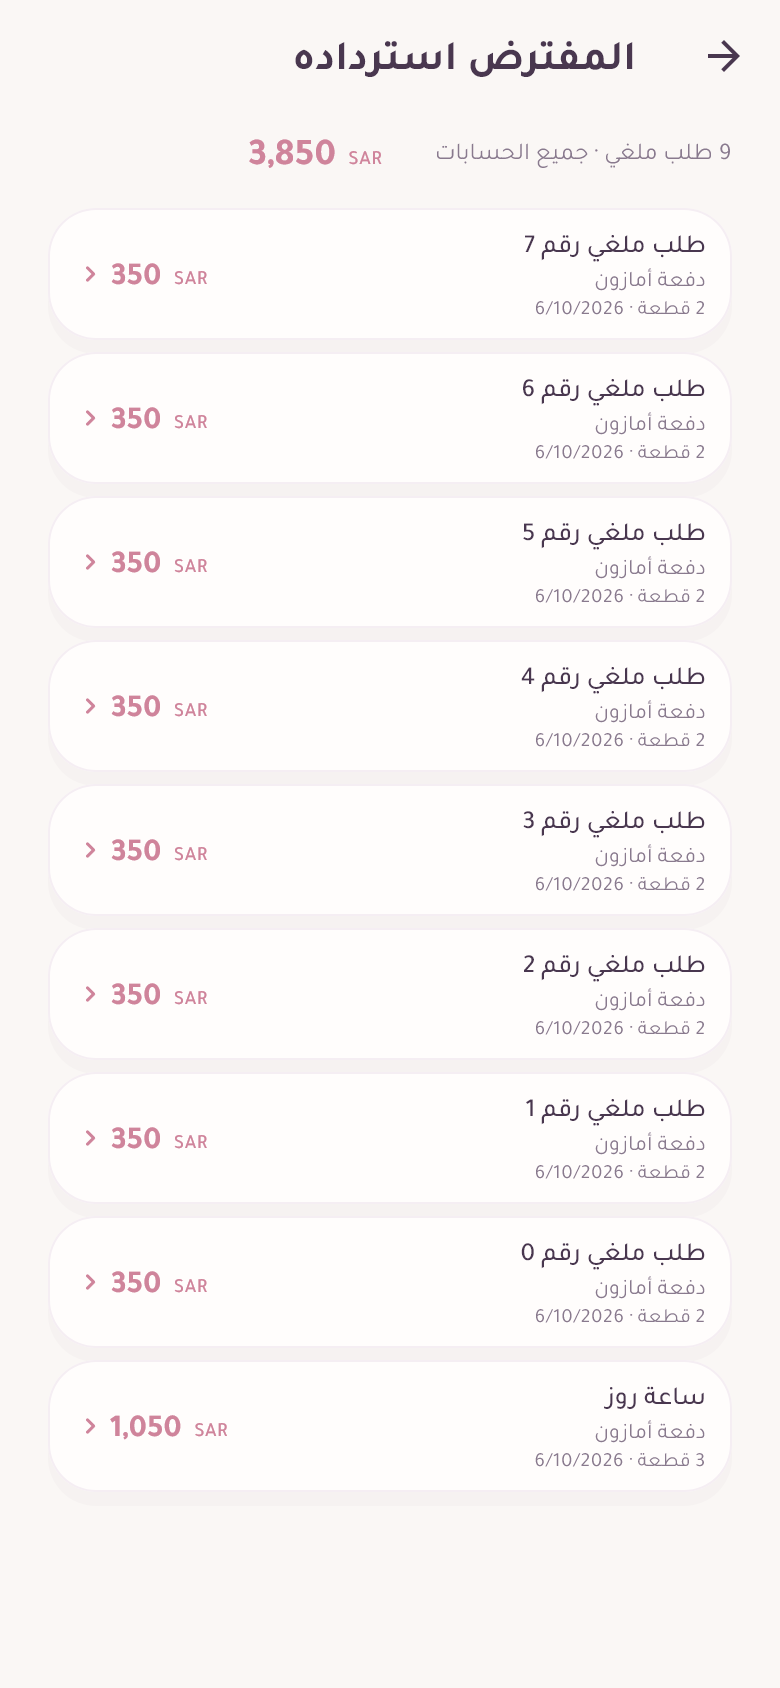 المفترض استرداده
9 طلب ملغي · جميع الحسابات
3,850 SAR
طلب ملغي رقم 7
دفعة أمازون
2 قطعة · 6/10/2026
350 SAR
طلب ملغي رقم 6
دفعة أمازون
2 قطعة · 6/10/2026
350 SAR
طلب ملغي رقم 5
دفعة أمازون
2 قطعة · 6/10/2026
350 SAR
طلب ملغي رقم 4
دفعة أمازون
2 قطعة · 6/10/2026
350 SAR
طلب ملغي رقم 3
دفعة أمازون
2 قطعة · 6/10/2026
350 SAR
طلب ملغي رقم 2
دفعة أمازون
2 قطعة · 6/10/2026
350 SAR
طلب ملغي رقم 1
دفعة أمازون
2 قطعة · 6/10/2026
350 SAR
طلب ملغي رقم 0
دفعة أمازون
2 قطعة · 6/10/2026
350 SAR
ساعة روز
دفعة أمازون
3 قطعة · 6/10/2026
1,050 SAR